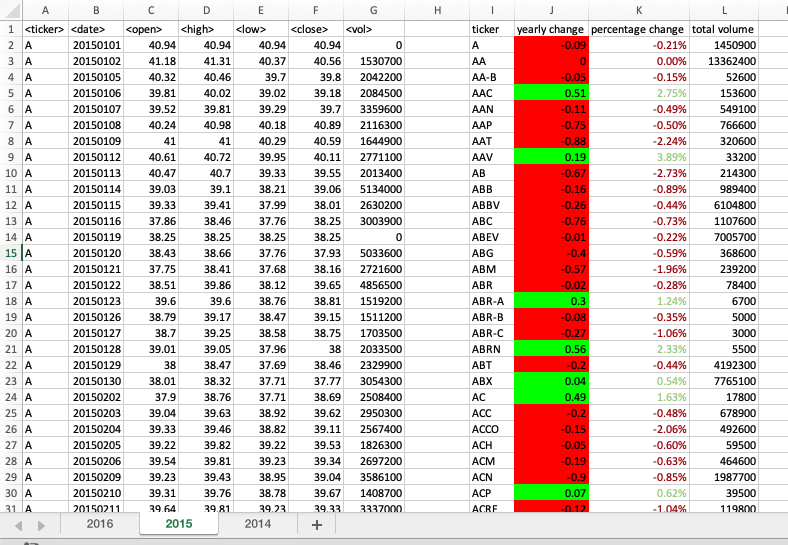 A B C D E F G H I J K L
1 <ticker> <date> <open> <high> <low> <close> <vol> ticker yearly change percentage change total volume
2 A 20150101 40.94 40.94 40.94 40.94 0 A -0.09 -0.21% 1450900
3 A 20150102 41.18 41.31 40.37 40.56 1530700 AA 0 0.00% 13362400
4 A 20150105 40.32 40.46 39.7 39.8 2042200 AA-B -0.05 -0.15% 52600
5 A 20150106 39.81 40.02 39.02 39.18 2084500 AAC 0.51 2.75% 153600
6 A 20150107 39.52 39.81 39.29 39.7 3359600 AAN -0.11 -0.49% 549100
7 A 20150108 40.24 40.98 40.18 40.89 2116300 AAP -0.75 -0.50% 766600
8 A 20150109 41 41 40.29 40.59 1644900 AAT -0.88 -2.24% 320600
9 A 20150112 40.61 40.72 39.95 40.11 2771100 AAV 0.19 3.89% 33200
10 A 20150113 40.47 40.7 39.33 39.55 2013400 AB -0.67 -2.73% 214300
11 A 20150114 39.03 39.1 38.21 39.06 5134000 ABB -0.16 -0.89% 989400
12 A 20150115 39.33 39.41 37.99 38.01 2630200 ABBV -0.26 -0.44% 6104800
13 A 20150116 37.86 38.46 37.76 38.25 3003900 ABC -0.76 -0.73% 1107600
14 A 20150119 38.25 38.25 38.25 38.25 0 ABEV -0.01 -0.22% 7005700
15 A 20150120 38.43 38.66 37.76 37.93 5033600 ABG -0.4 -0.59% 368600
16 A 20150121 37.75 38.41 37.68 38.16 2721600 ABM -0.57 -1.96% 239200
17 A 20150122 38.51 39.86 38.12 39.65 4856500 ABR -0.02 -0.28% 78400
18 A 20150123 39.6 39.6 38.76 38.81 1519200 ABR-A 0.3 1.24% 6700
19 A 20150126 38.79 39.17 38.47 39.15 1511200 ABR-B -0.08 -0.35% 5000
20 A 20150127 38.7 39.25 38.58 38.75 1703500 ABR-C -0.27 -1.06% 3000
21 A 20150128 39.01 39.05 37.96 38 2033500 ABRN 0.56 2.33% 5500
22 A 20150129 38 38.47 37.69 38.46 2329900 ABT -0.2 -0.44% 4192300
23 A 20150130 38.01 38.32 37.71 37.77 3054300 ABX 0.04 0.54% 7765100
24 A 20150202 37.9 38.76 37.71 38.69 2508400 AC 0.49 1.63% 17800
25 A 20150203 39.04 39.63 38.92 39.62 2950300 ACC -0.2 -0.48% 678900
26 A 20150204 39.33 39.46 38.82 39.11 2567400 ACCO -0.15 -2.06% 492600
27 A 20150205 39.22 39.82 39.22 39.53 1826300 ACH -0.05 -0.60% 59500
28 A 20150206 39.54 39.81 39.23 39.34 2697200 ACM -0.19 -0.63% 464600
29 A 20150209 39.23 39.43 38.95 39.04 3586100 ACN -0.9 -0.85% 1987700
30 A 20150210 39.31 39.76 38.78 39.67 1408700 ACP 0.07 0.62% 39500
31 A 20150211 39.64 39.81 39.23 39.33 3337000 ACRE -0.12 -1.04% 119800
2016 2015 2014 +